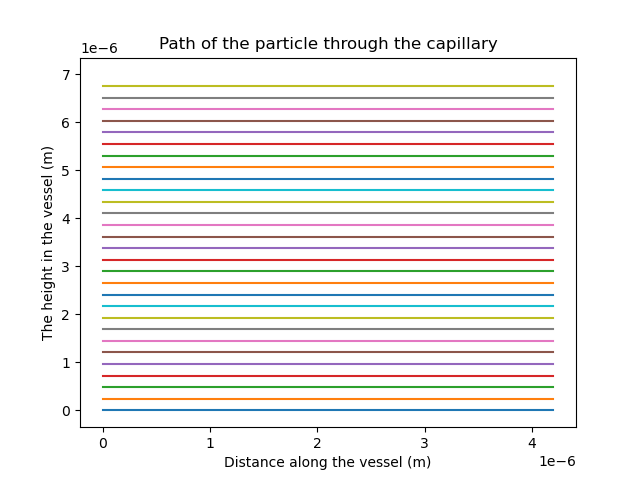 Path of the particle through the capillary
1e−6
7
6
5
4
3
2
1
0
The height in the vessel (m)
0 1 2 3 4
1e−6
Distance along the vessel (m)